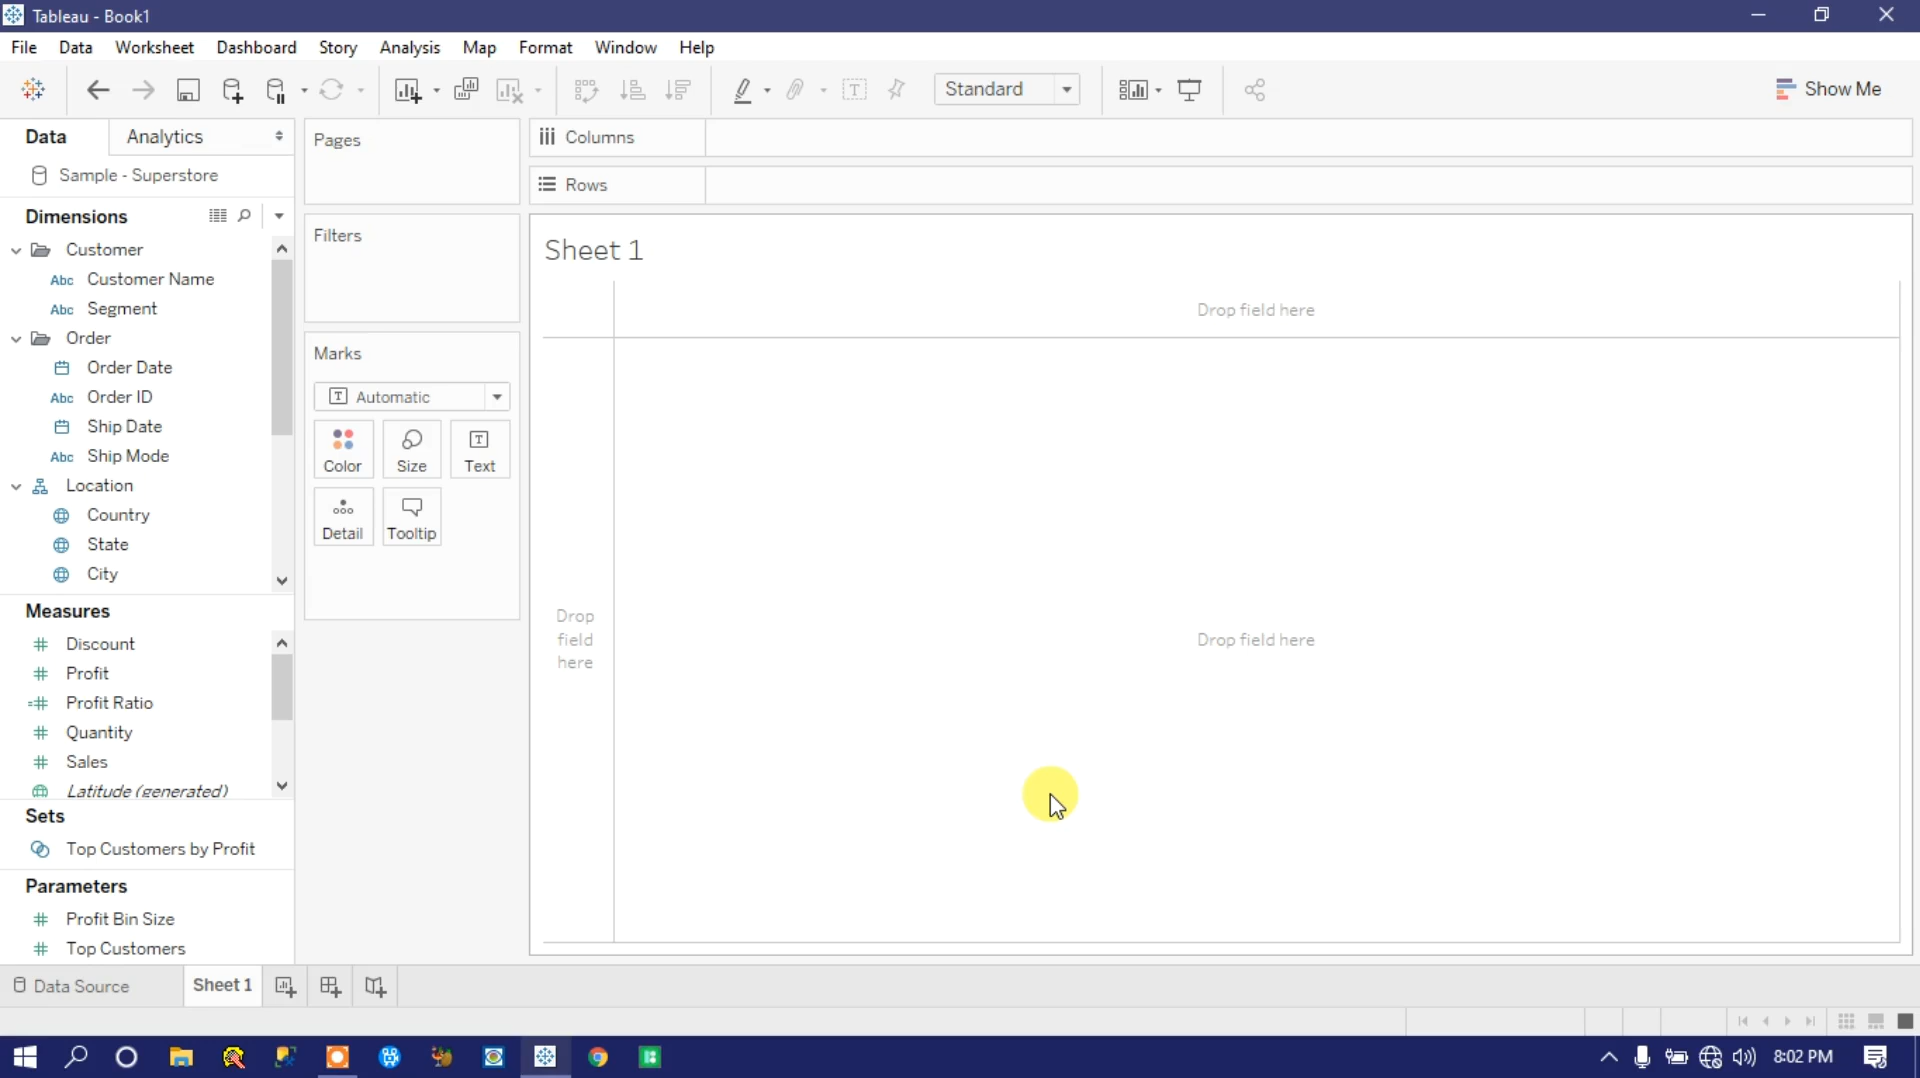 Tableau - Book1
File Data Worksheet Dashboard Story Analysis Map Format Window Help
Standard
Show Me
Data Analytics
Sample - Superstore
Dimensions
Customer
Abc Customer Name
Abc Segment
Order
Order Date
Abc Order ID
Ship Date
Abc Ship Mode
Location
Country
State
City
Measures
# Discount
# Profit
=# Profit Ratio
# Quantity
# Sales
Latitude (generated)
Sets
Top Customers by Profit
Parameters
# Profit Bin Size
# Top Customers
Pages
Filters
Marks
T Automatic
Color Size Text
Detail Tooltip
Columns
Rows
Sheet 1
Drop field here
Drop
field
here
Drop field here
Data Source Sheet 1
8:02 PM